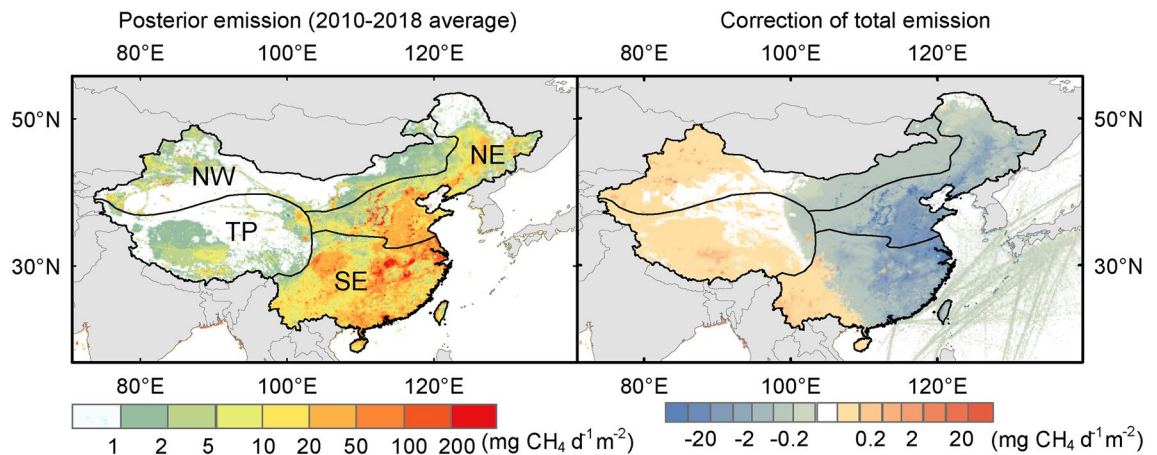 Posterior emission (2010-2018 average) Correction of total emission
80°E 100°E 120°E 80°E 100°E 120°E
50°N 50°N
NE
NW
TP
30°N SE 30°N
80°E 100°E 120°E 80°E 100°E 120°E
1 2 5 10 20 50 100 200 (mg CH₄ d⁻¹m⁻²) -20 -2 -0.2 0.2 2 20 (mg CH₄ d⁻¹m⁻²)